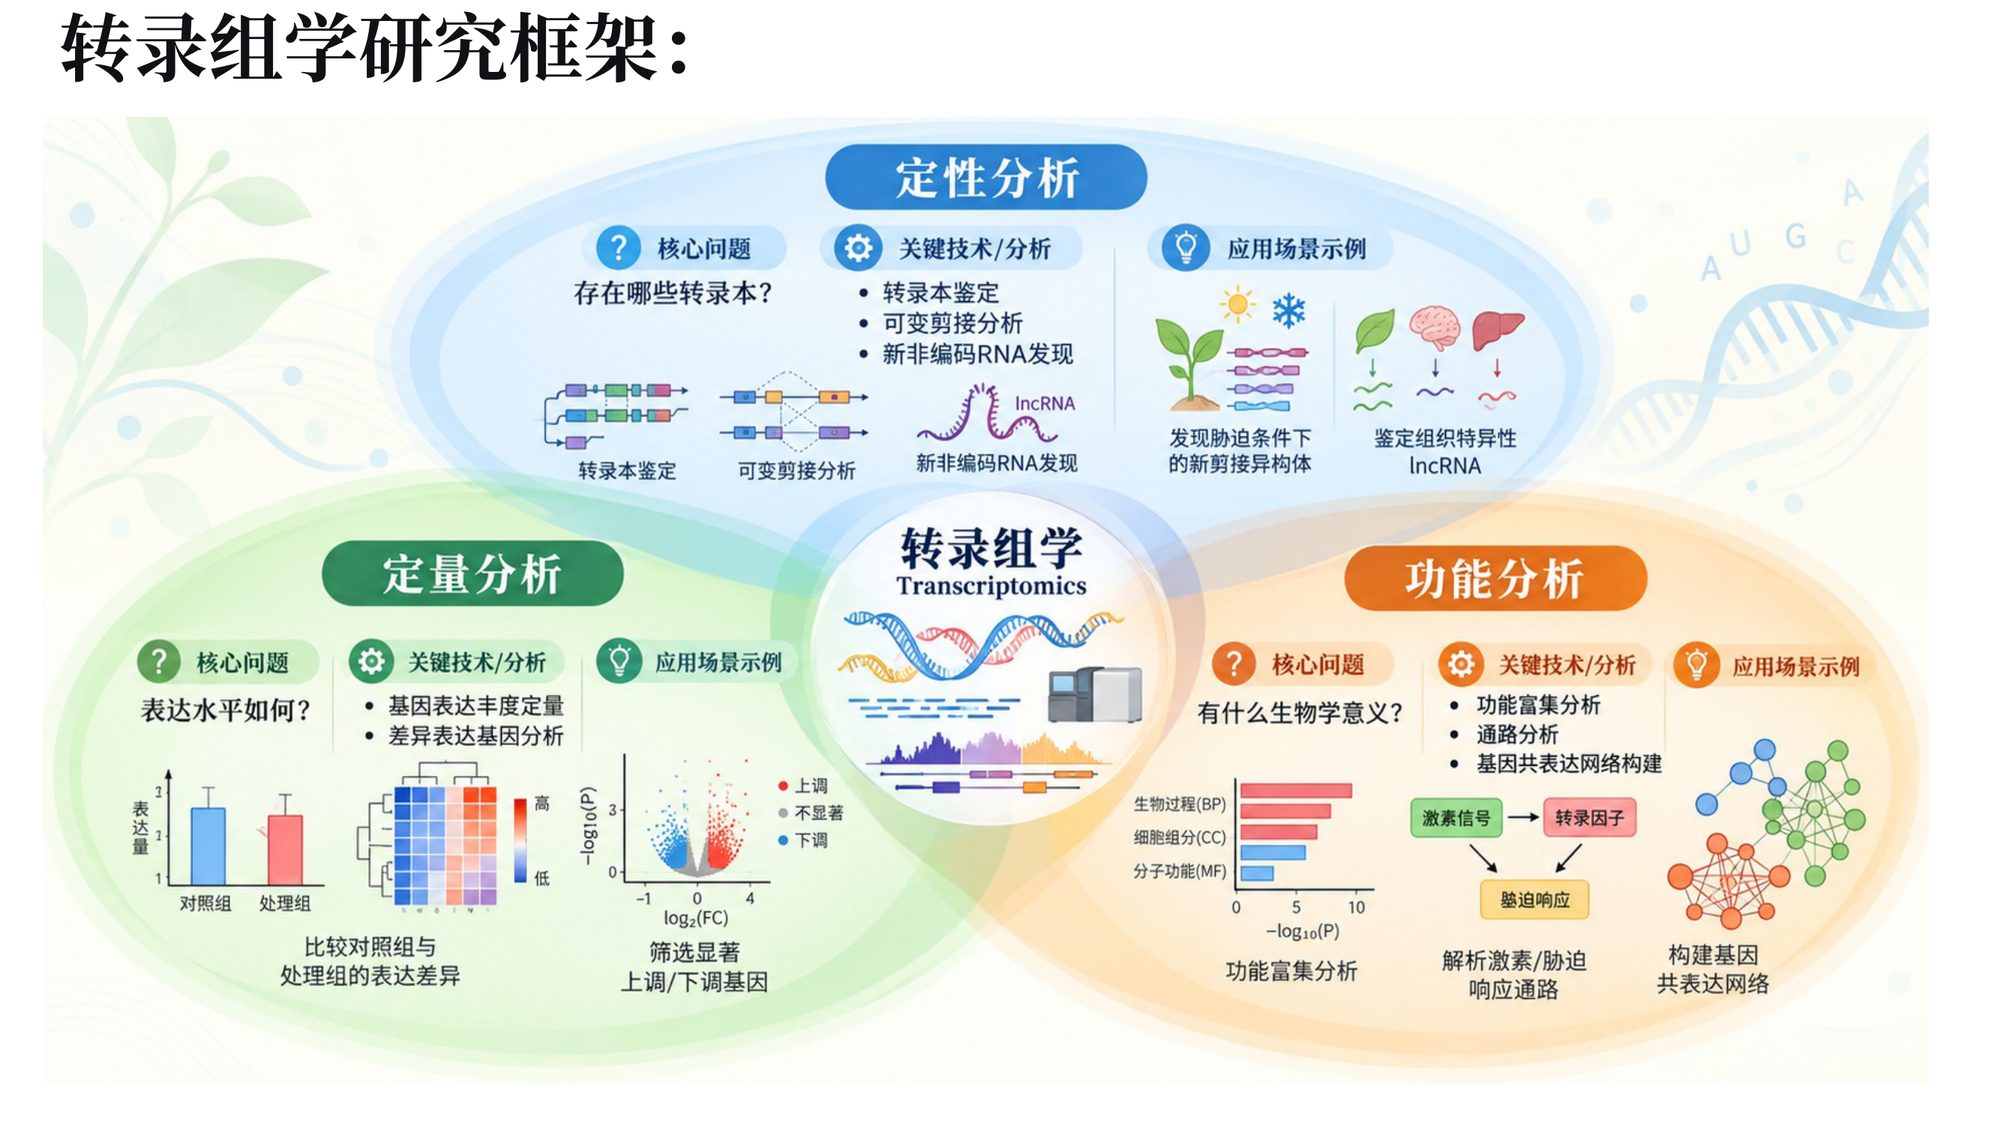 转录组学研究框架：
定性分析
核心问题
存在哪些转录本？
关键技术/分析
• 转录本鉴定
• 可变剪接分析
• 新非编码RNA发现
应用场景示例
转录本鉴定
可变剪接分析
lncRNA
新非编码RNA发现
发现胁迫条件下
的新剪接异构体
鉴定组织特异性
lncRNA
A
U
G
C
A
转录组学
Transcriptomics
定量分析
核心问题
表达水平如何？
关键技术/分析
• 基因表达丰度定量
• 差异表达基因分析
应用场景示例
表达量
1
对照组
处理组
高
低
比较对照组与
处理组的表达差异
−log₁₀(P)
3
0
−1
0
4
log₂(FC)
上调
不显著
下调
筛选显著
上调/下调基因
功能分析
核心问题
有什么生物学意义？
关键技术/分析
• 功能富集分析
• 通路分析
• 基因共表达网络构建
应用场景示例
生物过程(BP)
细胞组分(CC)
分子功能(MF)
0
5
10
−log₁₀(P)
功能富集分析
激素信号
转录因子
迫响应
解析激素/胁迫
响应通路
构建基因
共表达网络